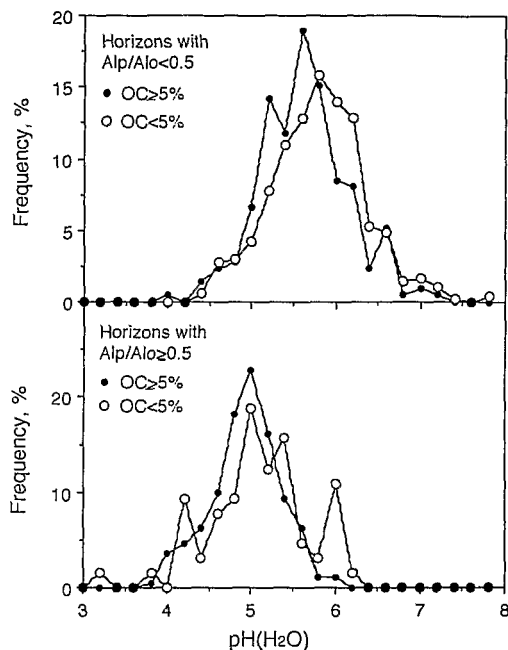 20
15
10
5
0
Frequency, %
Horizons with
Alp/Alo<0.5
● OC≥5%
○ OC<5%
20
10
0
Frequency, %
Horizons with
Alp/Alo≥0.5
● OC≥5%
○ OC<5%
3 4 5 6 7 8
pH(H2O)